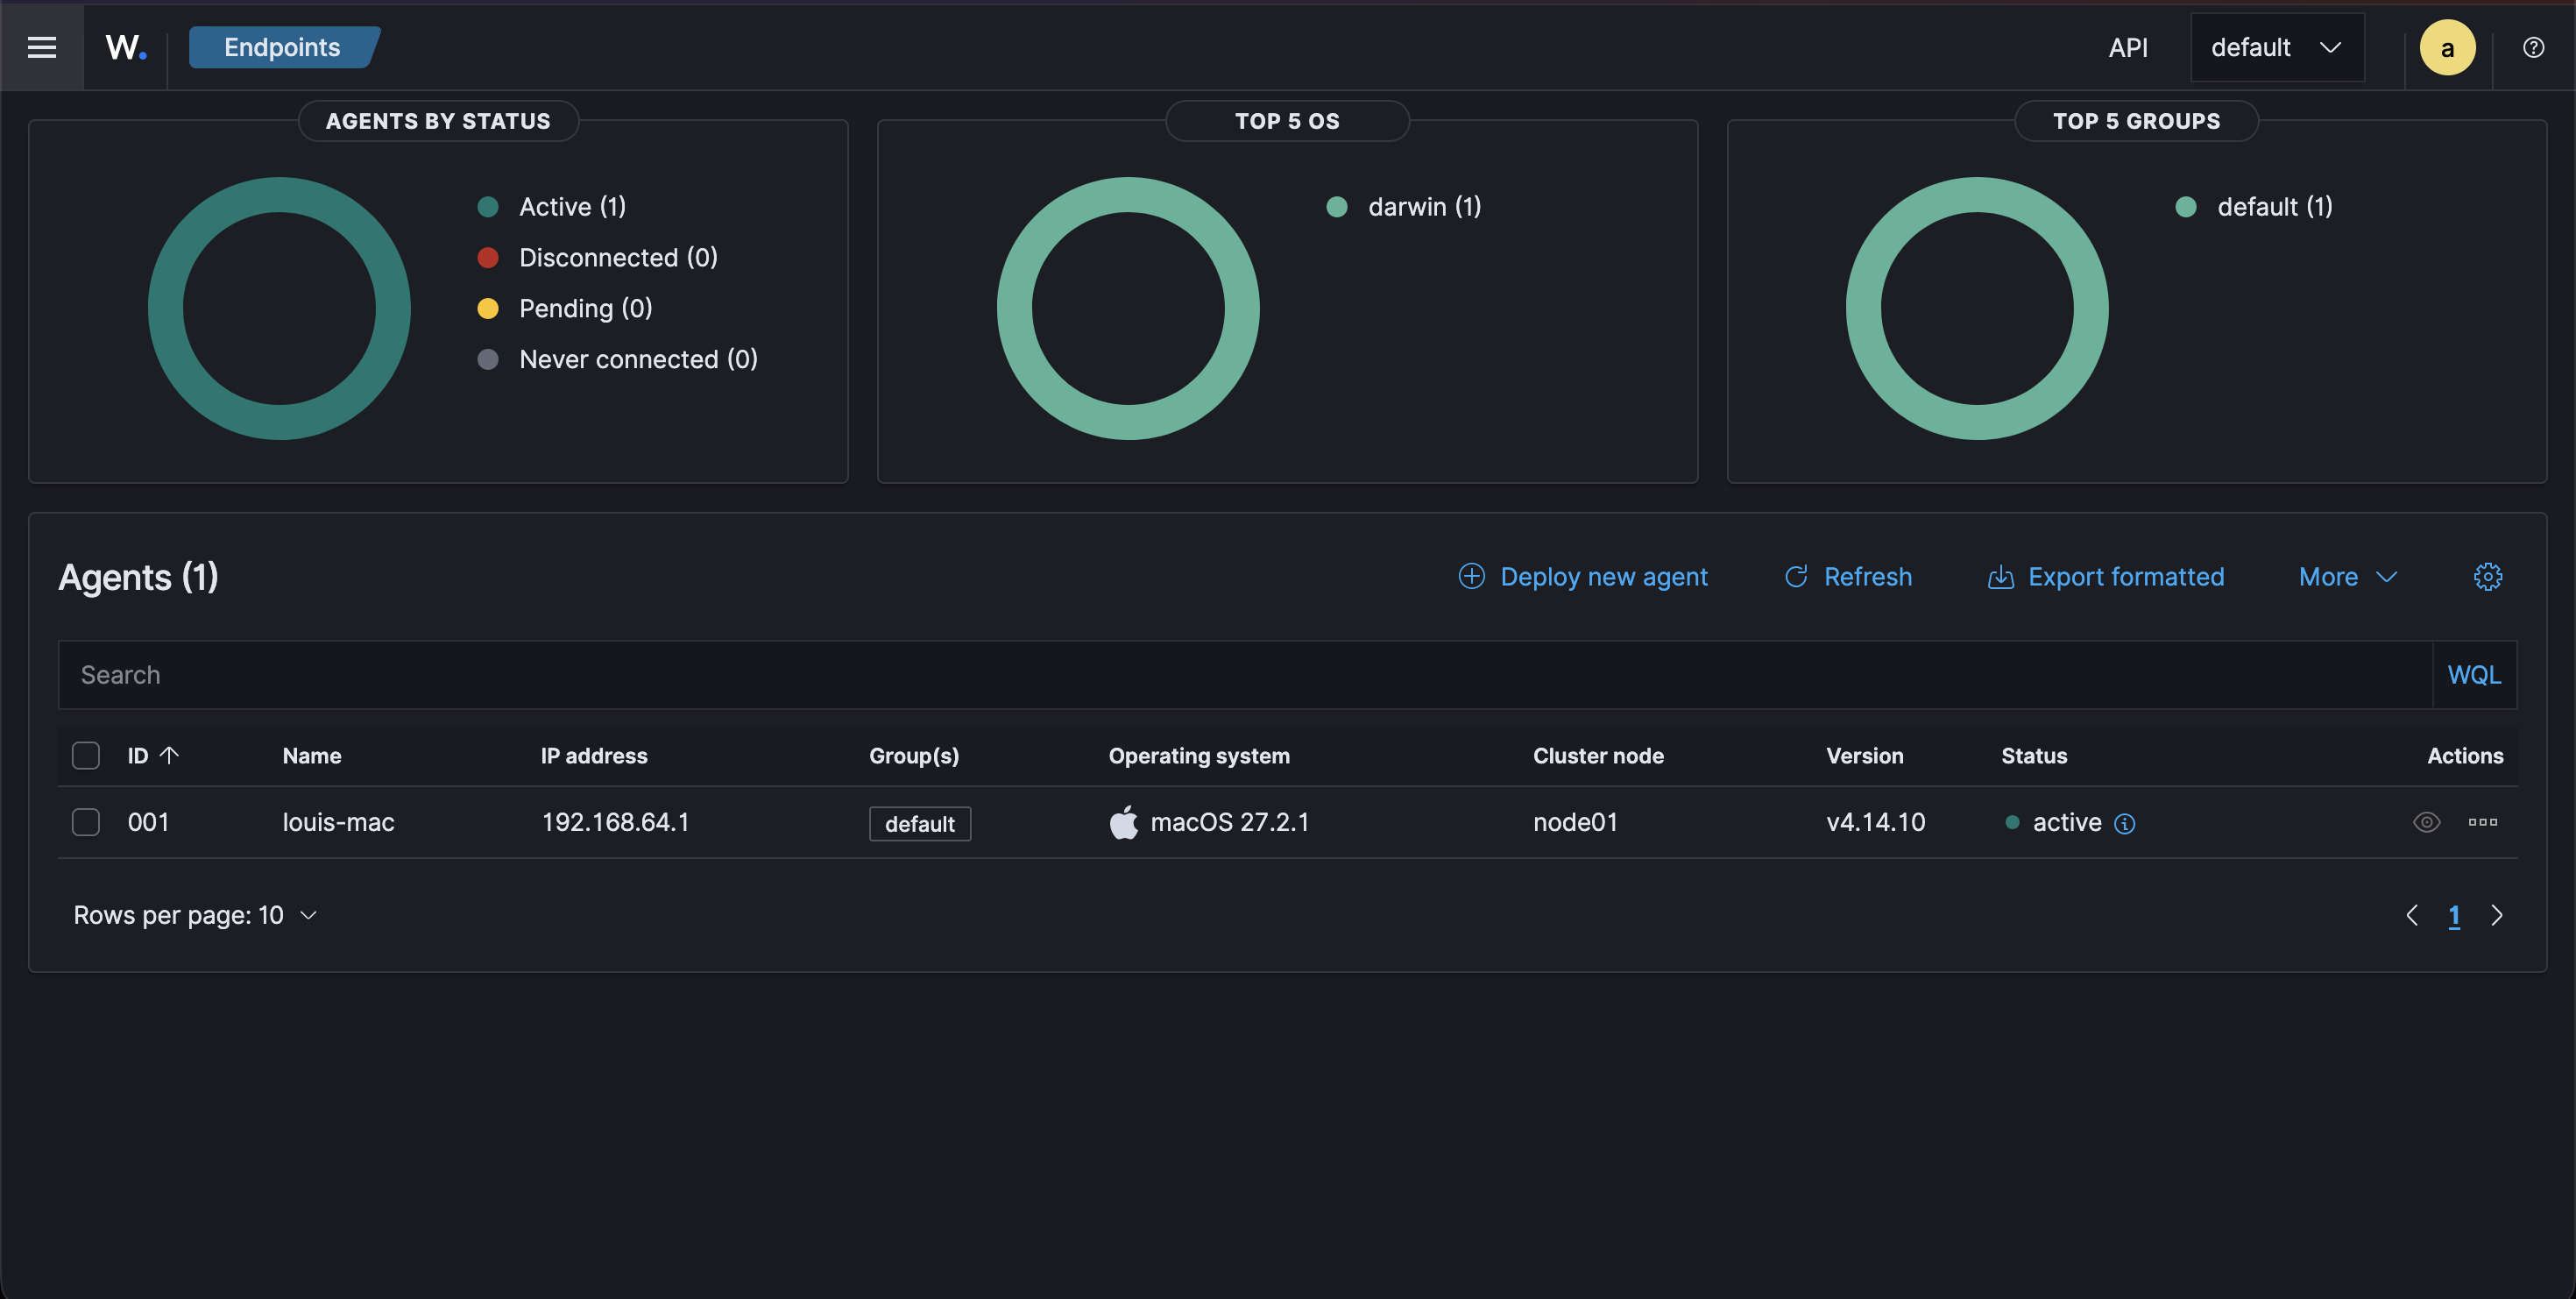 W.
Endpoints
API
default
a
AGENTS BY STATUS
Active (1)
Disconnected (0)
Pending (0)
Never connected (0)
TOP 5 OS
darwin (1)
TOP 5 GROUPS
default (1)
Agents (1)
Deploy new agent
Refresh
Export formatted
More
Search
WQL
ID Name IP address Group(s) Operating system Cluster node Version Status Actions
001 louis-mac 192.168.64.1 default macOS 27.2.1 node01 v4.14.10 active
Rows per page: 10
1